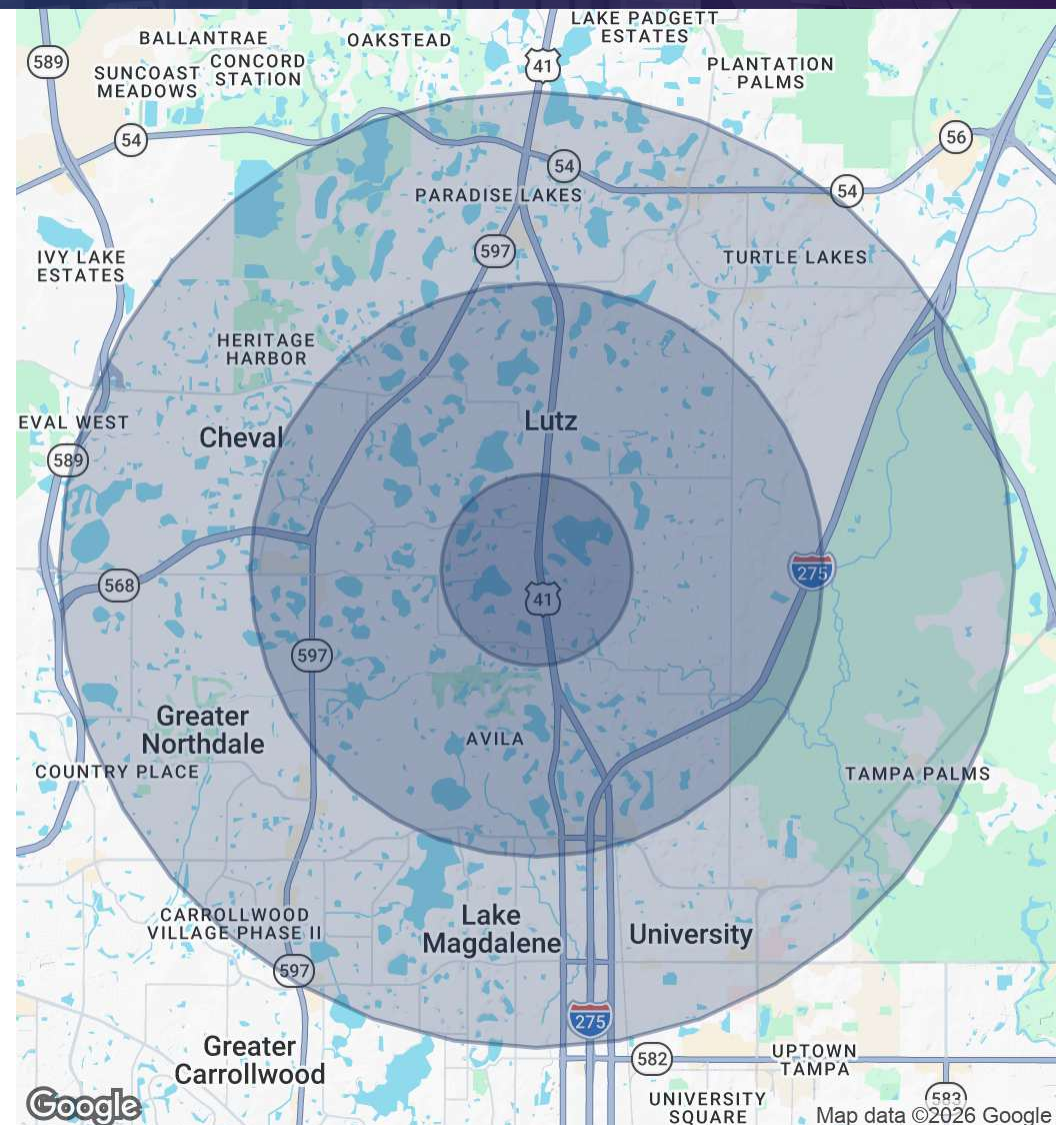 LAKE PADGETT
ESTATES
BALLANTRAE
OAKSTEAD
589
41
CONCORD
STATION
SUNCOAST
MEADOWS
PLANTATION
PALMS
54
56
54
54
PARADISE LAKES
597
TURTLE LAKES
IVY LAKE
ESTATES
HERITAGE
HARBOR
EVAL WEST
Lutz
Cheval
589
275
568
41
597
Greater
Northdale
AVILA
COUNTRY PLACE
TAMPA PALMS
CARROLLWOOD
VILLAGE PHASE II
Lake
Magdalene
University
597
275
Greater
Carrollwood
582
UPTOWN
TAMPA
583
UNIVERSITY
SQUARE
Google
Map data ©2026 Google